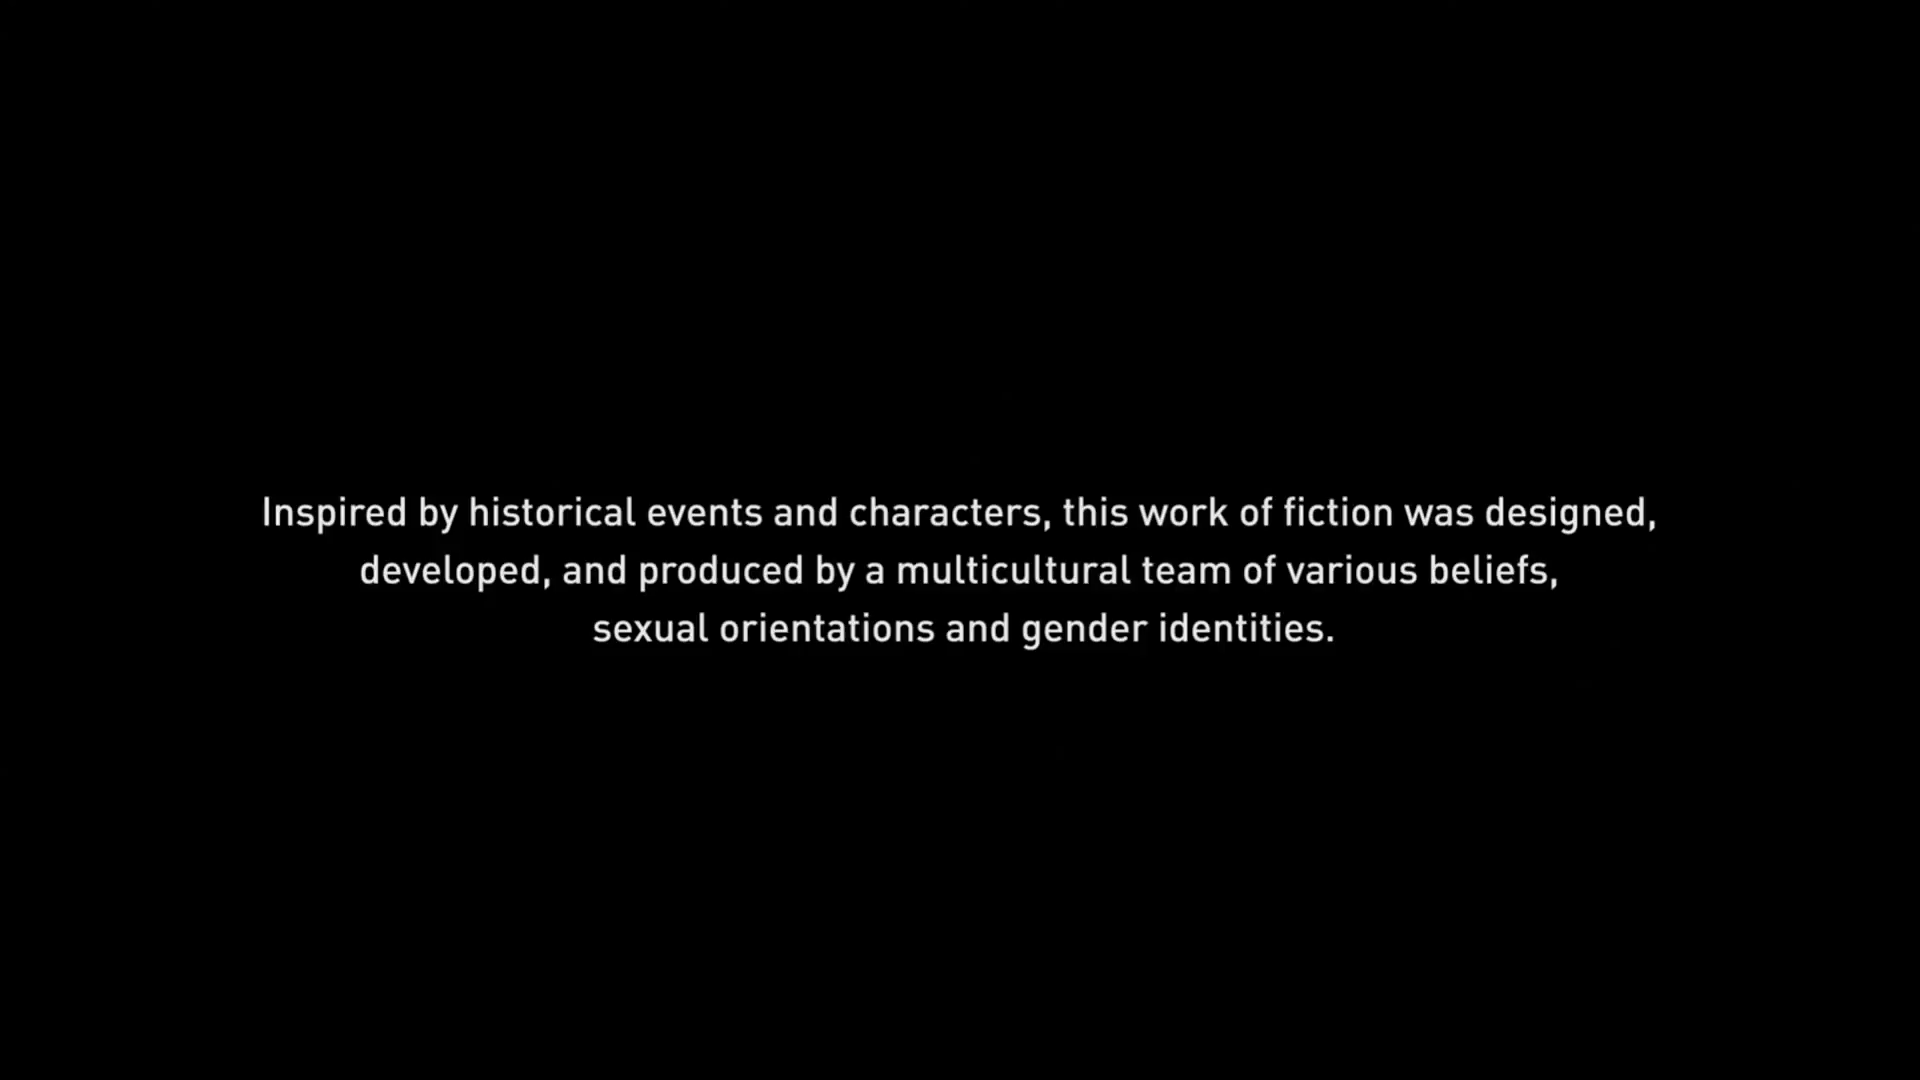 Inspired by historical events and characters, this work of fiction was designed,
developed, and produced by a multicultural team of various beliefs,
sexual orientations and gender identities.